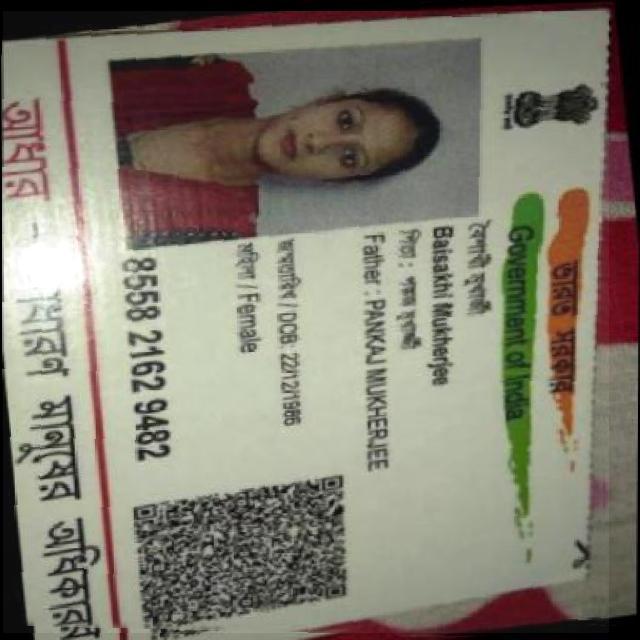 ভারত সরকার
Government of India
বৈশাখী মুখার্জী
Baisakhi Mukherjee
পিতা : পঙ্কজ মুখার্জী
Father : PANKAJ MUKHERJEE
জন্মতারিখ / DOB: 22/12/1986
মহিলা / Female
8558 2162 9482
আধার - সাধারণ মানুষের অধিকার